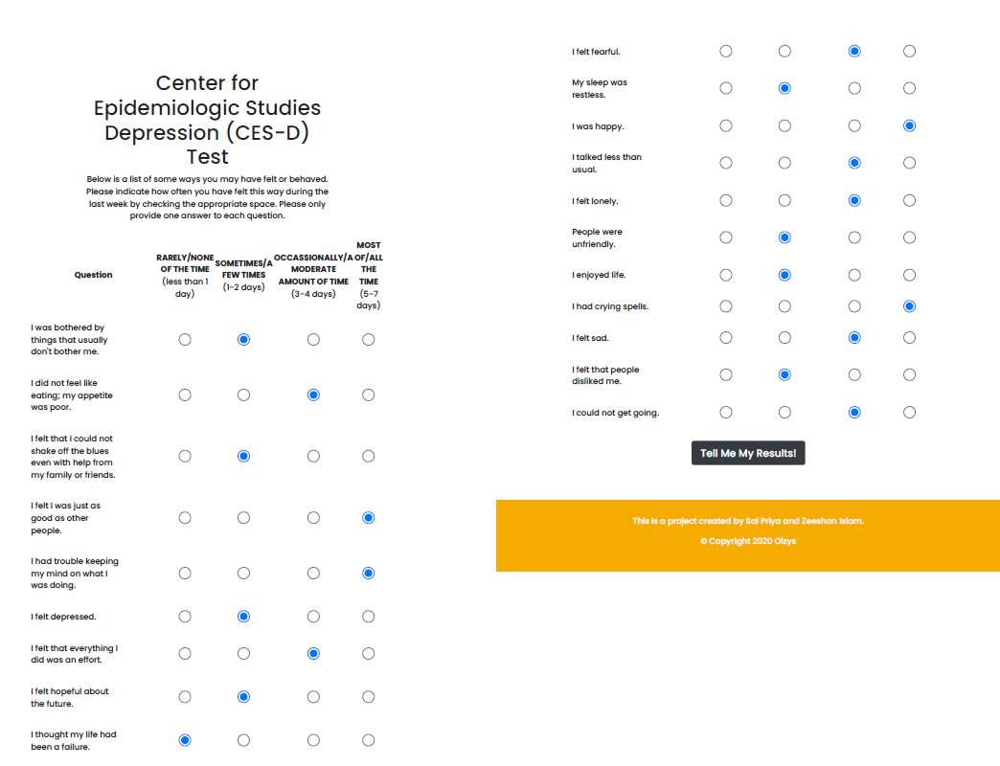 Center for
Epidemiologic Studies
Depression (CES-D)
Test
Below is a list of some ways you may have felt or behaved.
Please indicate how often you have felt this way during the
last week by checking the appropriate space. Please only
provide one answer to each question.
Question
RARELY/NONE
OF THE TIME
(less than 1
day)
SOMETIMES/A
FEW TIMES
(1-2 days)
OCCASSIONALLY/A
MODERATE
AMOUNT OF TIME
(3-4 days)
MOST
OF/ALL
THE
TIME
(5-7
days)
I was bothered by
things that usually
don't bother me.
I did not feel like
eating; my appetite
was poor.
I felt that I could not
shake off the blues
even with help from
my family or friends.
I felt I was just as
good as other
people.
I had trouble keeping
my mind on what I
was doing.
I felt depressed.
I felt that everything I
did was an effort.
I felt hopeful about
the future.
I thought my life had
been a failure.
I felt fearful.
My sleep was
restless.
I was happy.
I talked less than
usual.
I felt lonely.
People were
unfriendly.
I enjoyed life.
I had crying spells.
I felt sad.
I felt that people
disliked me.
I could not get going.
Tell Me My Results!
This is a project created by Sai Priya and Zeeshan Islam.
© Copyright 2020 Oizys